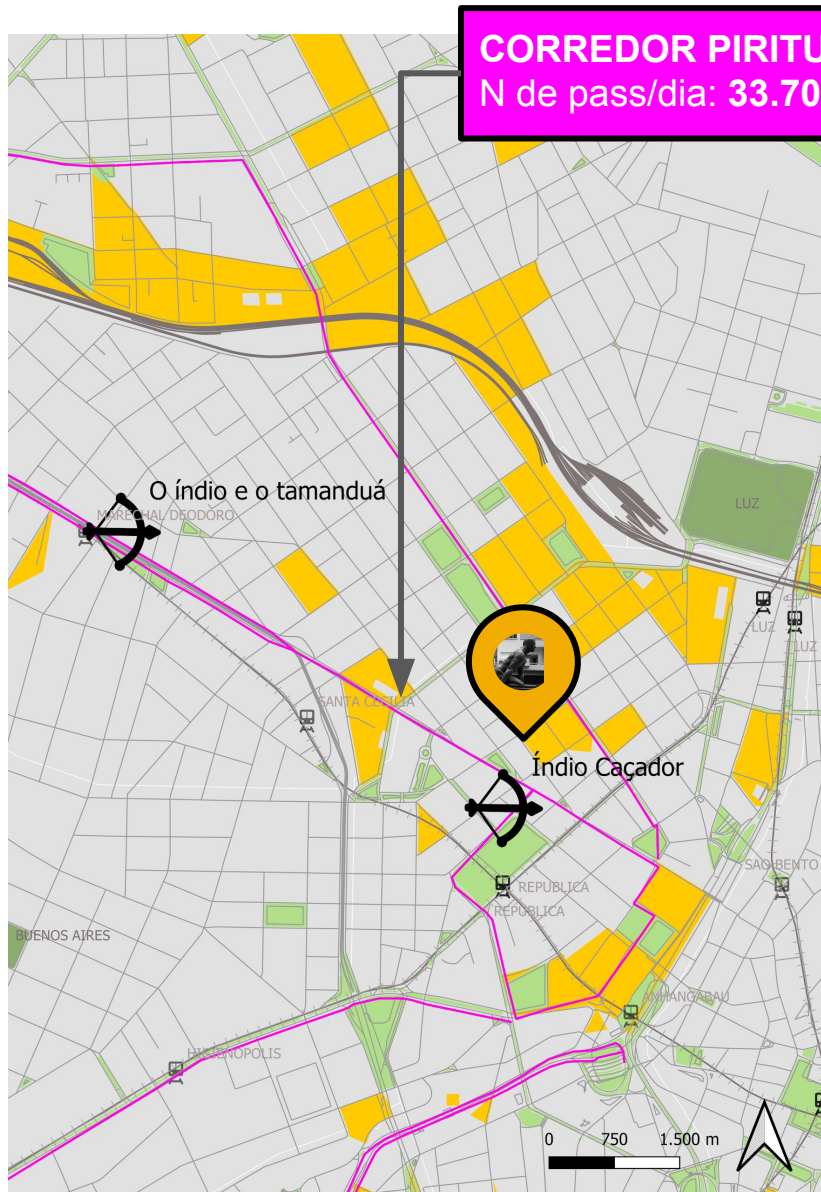 CORREDOR PIRITU
N de pass/dia: 33.70
O índio e o tamanduá
MARECHAL DEODORO
LUZ
LUZ
LUZ
SANTA CECILIA
Índio Caçador
SAO BENTO
REPUBLICA
REPUBLICA
BUENOS AIRES
ANHANGABAU
HIGIENOPOLIS
0 750 1.500 m